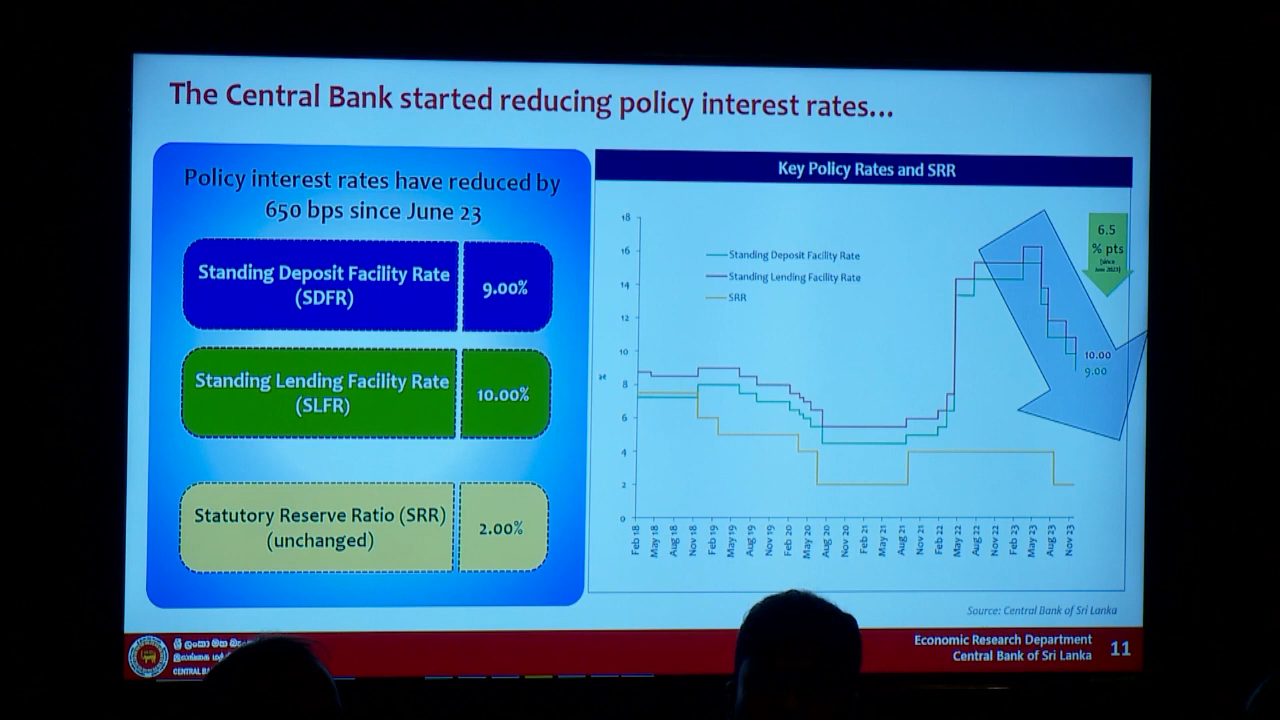 The Central Bank started reducing policy interest rates...
Policy interest rates have reduced by
650 bps since June 23
Standing Deposit Facility Rate
(SDFR)
9.00%
Standing Lending Facility Rate
(SLFR)
10.00%
Statutory Reserve Ratio (SRR)
(unchanged)
2.00%
Key Policy Rates and SRR
18
16
14
12
10
8
6
4
2
0
%
Standing Deposit Facility Rate
Standing Lending Facility Rate
SRR
6.5
% pts
(since
June 2023)
10.00
9.00
Feb 18
May 18
Aug 18
Nov 18
Feb 19
May 19
Aug 19
Nov 19
Feb 20
May 20
Aug 20
Nov 20
Feb 21
May 21
Aug 21
Nov 21
Feb 22
May 22
Aug 22
Nov 22
Feb 23
May 23
Aug 23
Nov 23
Source: Central Bank of Sri Lanka
ශ්‍රී ලංකා මහ
இலங்கை
CENTRAL
Economic Research Department
Central Bank of Sri Lanka
11